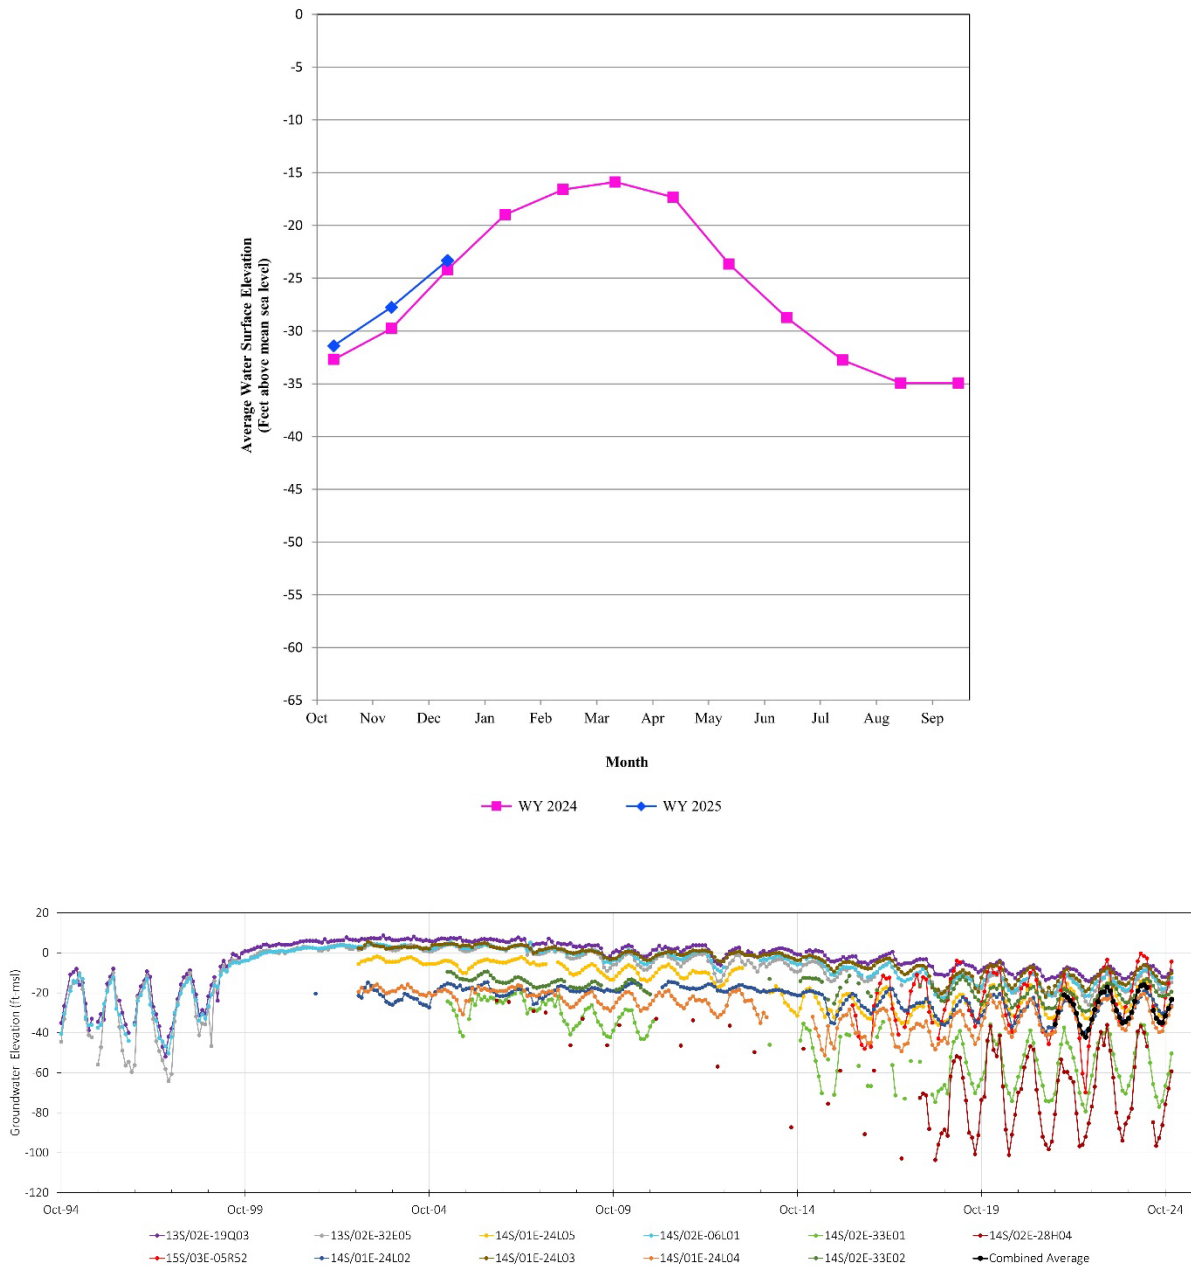 0
-5
-10
-15
-20
-25
-30
-35
-40
-45
-50
-55
-60
-65
Average Water Surface Elevation
(Feet above mean sea level)
Oct Nov Dec Jan Feb Mar Apr May Jun Jul Aug Sep
Month
WY 2024 WY 2025
20
0
-20
-40
-60
-80
-100
-120
Groundwater Elevation (ft-msl)
Oct-94 Oct-99 Oct-04 Oct-09 Oct-14 Oct-19 Oct-24
13S/02E-19Q03 13S/02E-32E05 14S/01E-24L05 14S/02E-06L01 14S/02E-33E01 14S/02E-28H04
15S/03E-05R52 14S/01E-24L02 14S/01E-24L03 14S/01E-24L04 14S/02E-33E02 Combined Average